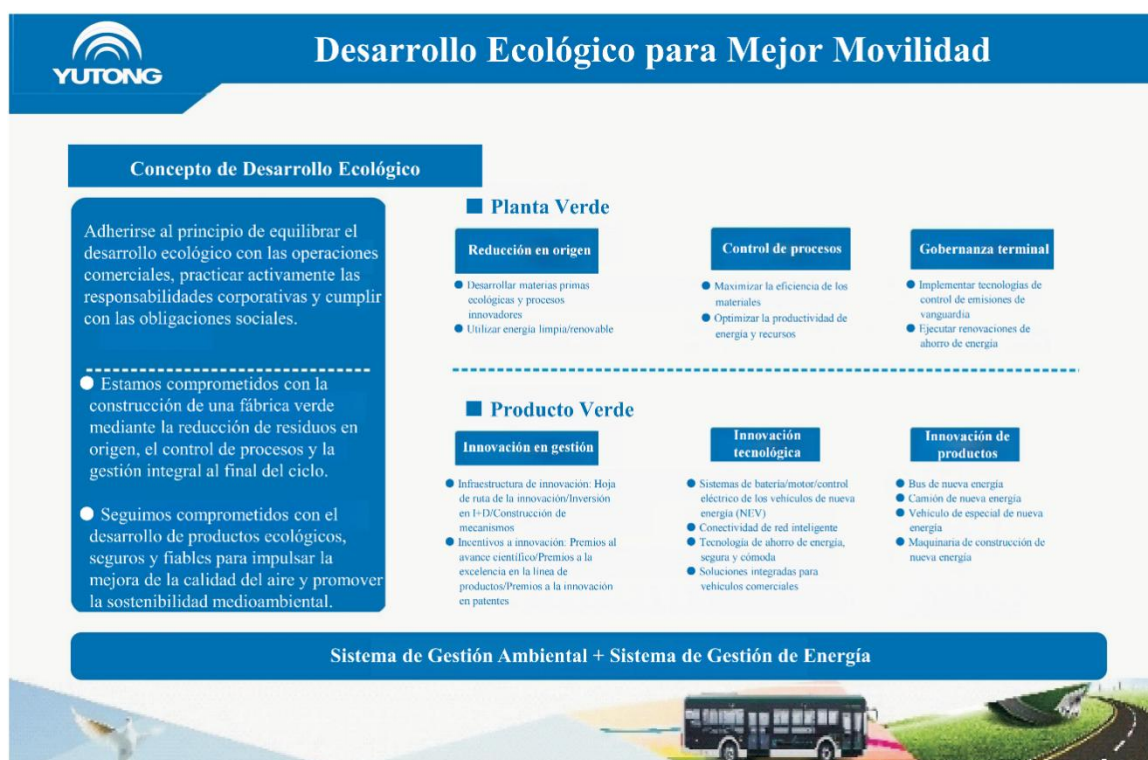 YUTONG
Desarrollo Ecológico para Mejor Movilidad
Concepto de Desarrollo Ecológico
Adherirse al principio de equilibrar el
desarrollo ecológico con las operaciones
comerciales, practicar activamente las
responsabilidades corporativas y cumplir
con las obligaciones sociales.
● Estamos comprometidos con la
construcción de una fábrica verde
mediante la reducción de residuos en
origen, el control de procesos y la
gestión integral al final del ciclo.
● Seguimos comprometidos con el
desarrollo de productos ecológicos,
seguros y fiables para impulsar la
mejora de la calidad del aire y promover
la sostenibilidad medioambiental.
■ Planta Verde
Reducción en origen
● Desarrollar materias primas
ecológicas y procesos
innovadores
● Utilizar energía limpia/renovable
Control de procesos
● Maximizar la eficiencia de los
materiales
● Optimizar la productividad de
energía y recursos
Gobernanza terminal
● Implementar tecnologías de
control de emisiones de
vanguardia
● Ejecutar renovaciones de
ahorro de energía
■ Producto Verde
Innovación en gestión
● Infraestructura de innovación: Hoja
de ruta de la innovación/Inversión
en I+D/Construcción de
mecanismos
● Incentivos a innovación: Premios al
avance científico/Premios a la
excelencia en la línea de
productos/Premios a la innovación
en patentes
Innovación
tecnológica
● Sistemas de batería/motor/control
eléctrico de los vehículos de nueva
energía (NEV)
● Conectividad de red inteligente
● Tecnología de ahorro de energía,
segura y cómoda
● Soluciones integradas para
vehículos comerciales
Innovación de
productos
● Bus de nueva energía
● Camión de nueva energía
● Vehículo de especial de nueva
energía
● Maquinaria de construcción de
nueva energía
Sistema de Gestión Ambiental + Sistema de Gestión de Energía